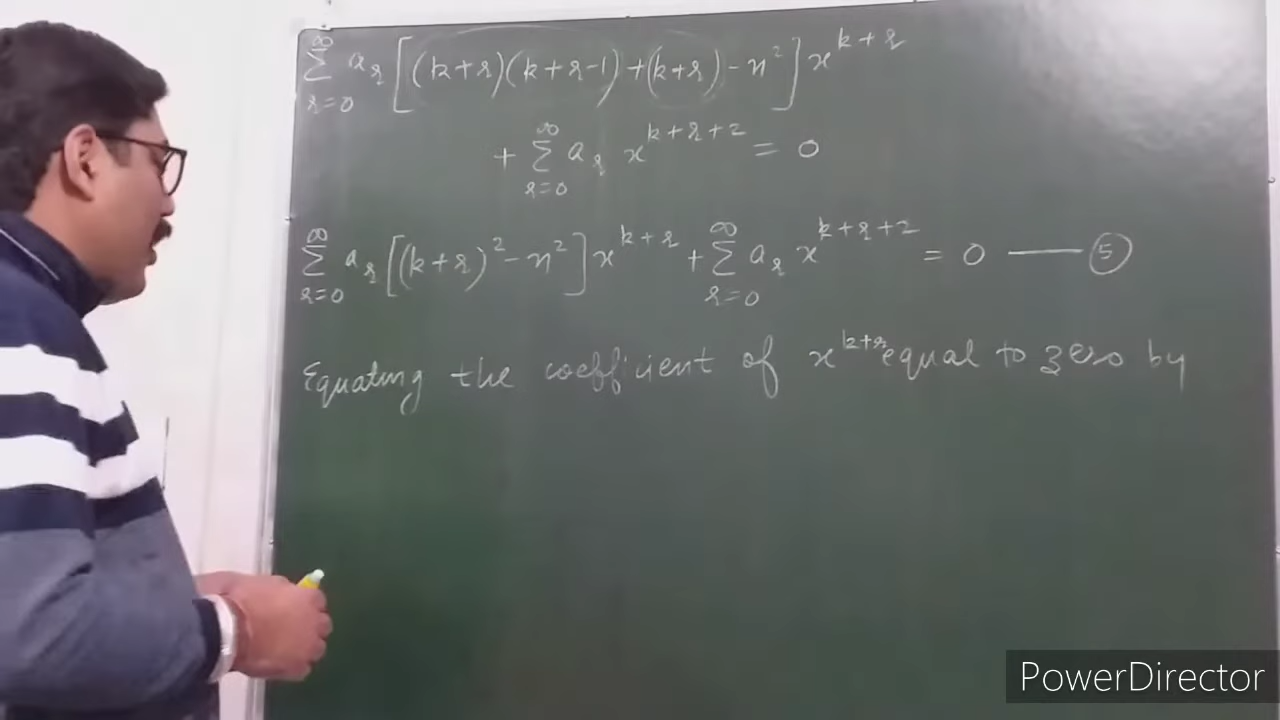 ∞∑r=0 a_r [(k+r)(k+r-1)+(k+r)-n²] x^{k+r}
+ ∞∑r=0 a_r x^{k+r+2} = 0
∞∑r=0 a_r [(k+r)²-n²] x^{k+r} + ∞∑r=0 a_r x^{k+r+2} = 0 —— ⑤
Equating the coefficient of x^{k+r} equal to zero by
PowerDirector